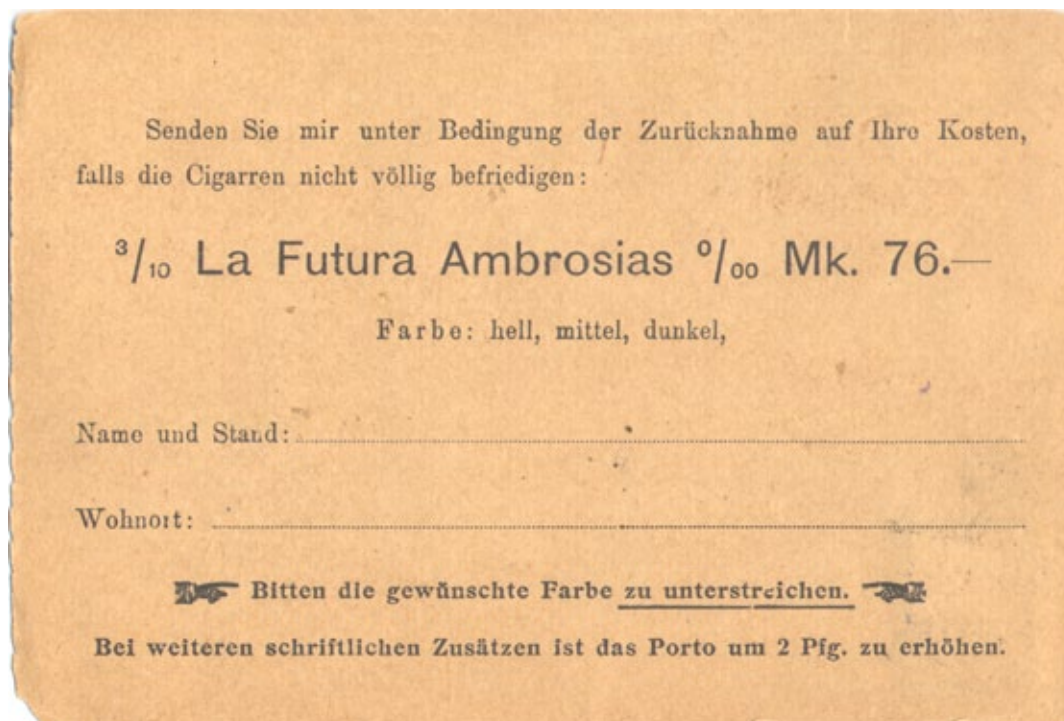 Senden Sie mir unter Bedingung der Zurücknahme auf Ihre Kosten,
falls die Cigarren nicht völlig befriedigen:
³/₁₀ La Futura Ambrosias ⁰/₀₀ Mk. 76.—
Farbe: hell, mittel, dunkel,
Name und Stand:
Wohnort:
Bitten die gewünschte Farbe zu unterstreichen.
Bei weiteren schriftlichen Zusätzen ist das Porto um 2 Pfg. zu erhöhen.